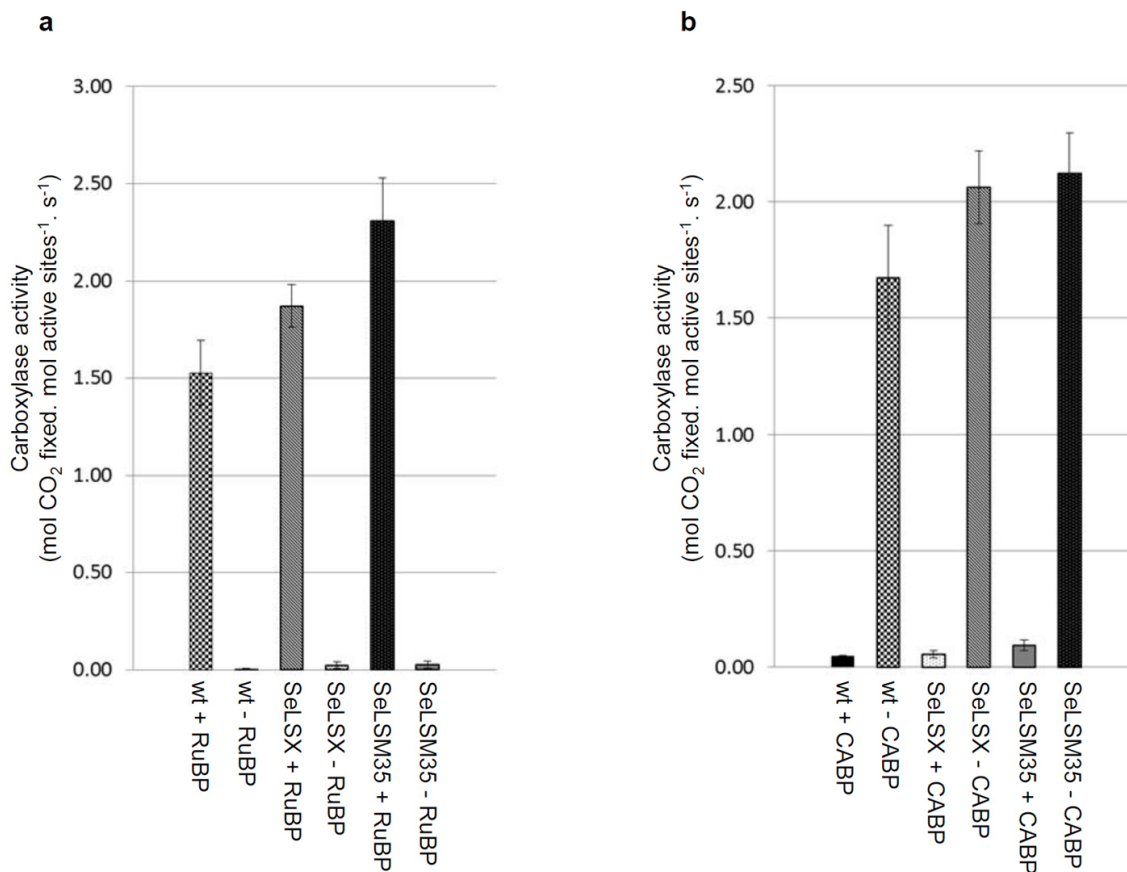 a
Carboxylase activity
(mol CO₂ fixed. mol active sites⁻¹. s⁻¹)
3.00
2.50
2.00
1.50
1.00
0.50
0.00
wt + RuBP
wt - RuBP
SeLSX + RuBP
SeLSX - RuBP
SeLSM35 + RuBP
SeLSM35 - RuBP
b
Carboxylase activity
(mol CO₂ fixed. mol active sites⁻¹. s⁻¹)
2.50
2.00
1.50
1.00
0.50
0.00
wt + CABP
wt - CABP
SeLSX + CABP
SeLSX - CABP
SeLSM35 + CABP
SeLSM35 - CABP